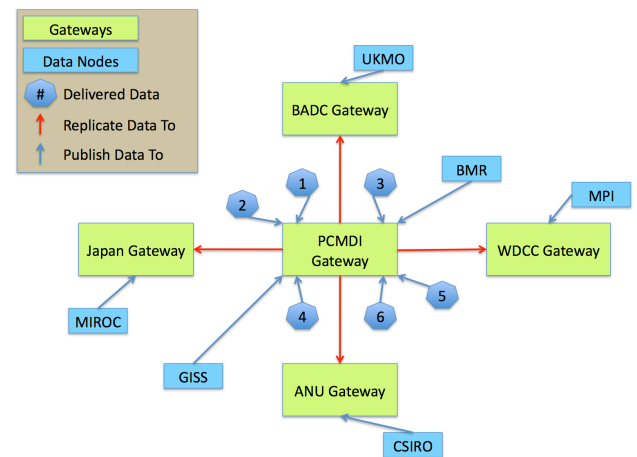 Gateways
Data Nodes
# Delivered Data
Replicate Data To
Publish Data To
UKMO
BADC Gateway
BMR
MPI
1
3
2
Japan Gateway
PCMDI
Gateway
WDCC Gateway
MIROC
4
6
5
GISS
ANU Gateway
CSIRO